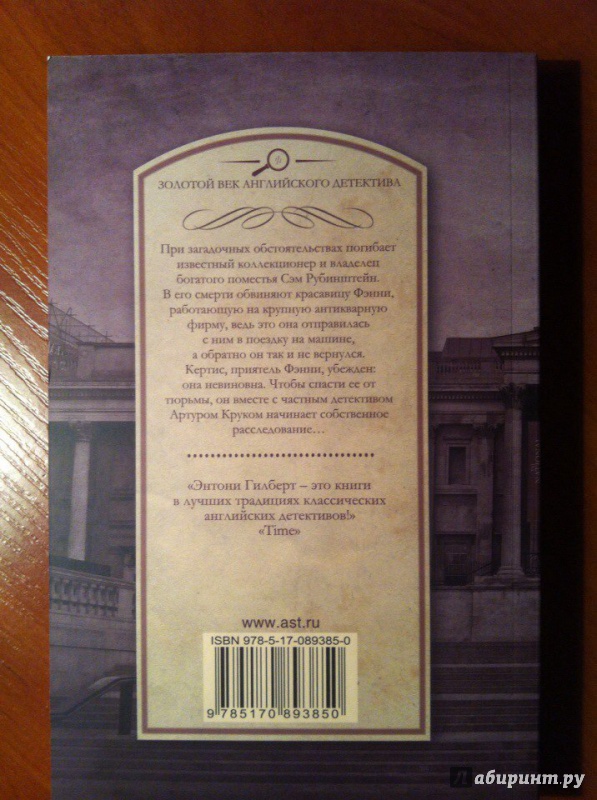 ЗОЛОТОЙ ВЕК АНГЛИЙСКОГО ДЕТЕКТИВА
При загадочных обстоятельствах погибает
известный коллекционер и владелец
богатого поместья Сэм Рубинштейн.
В его смерти обвиняют красавицу Фэнни,
работающую на крупную антикварную
фирму, ведь это она отправилась
с ним в поездку на машине,
а обратно он так и не вернулся.
Кертис, приятель Фэнни, убежден:
она невиновна. Чтобы спасти ее от
тюрьмы, он вместе с частным детективом
Артуром Круком начинает собственное
расследование…
«Энтони Гилберт – это книги
в лучших традициях классических
английских детективов!»
«Time»
www.ast.ru
ISBN 978-5-17-089385-0
9 785170 893850
абиринт.ру